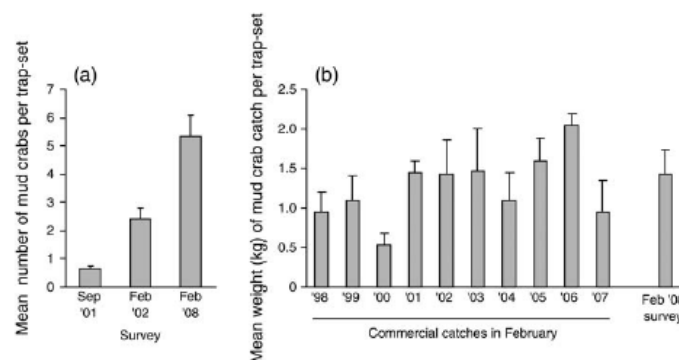 (a)
Mean number of mud crabs per trap-set
7
6
5
4
3
2
1
0
Sep Feb Feb
'01 '02 '08
Survey
(b)
Mean weight (kg) of mud crab catch per trap-set
2.5
2.0
1.5
1.0
0.5
0
'98 '99 '00 '01 '02 '03 '04 '05 '06 '07
Commercial catches in February
Feb
survey